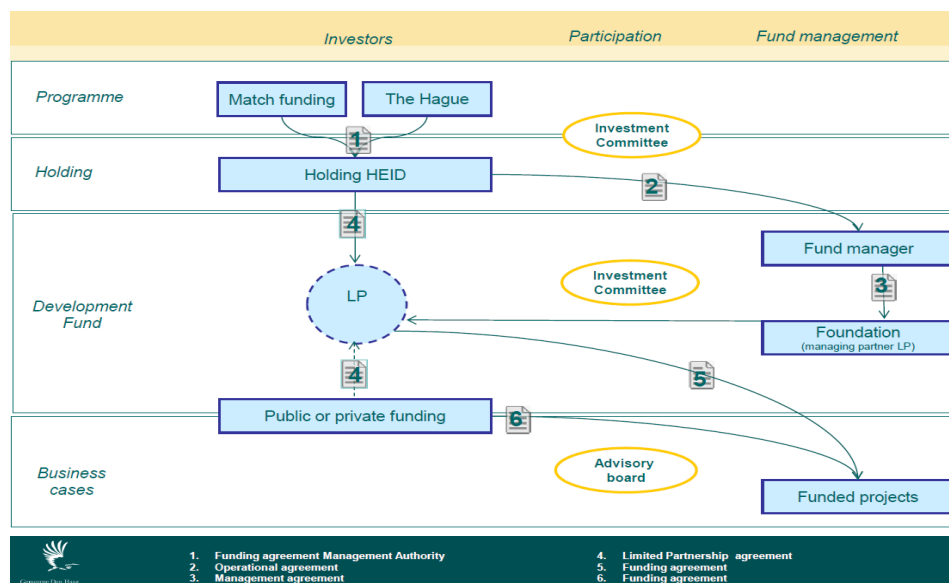 Investors
Participation
Fund management
Programme
Match funding
The Hague
1
Investment
Committee
Holding
Holding HEID
2
4
Fund manager
Investment
Committee
3
LP
Development
Fund
Foundation
(managing partner LP)
4
5
Public or private funding
6
Advisory
board
Business
cases
Funded projects
1. Funding agreement Management Authority
2. Operational agreement
3. Management agreement
4. Limited Partnership agreement
5. Funding agreement
6. Funding agreement
Gemeente Den Haag